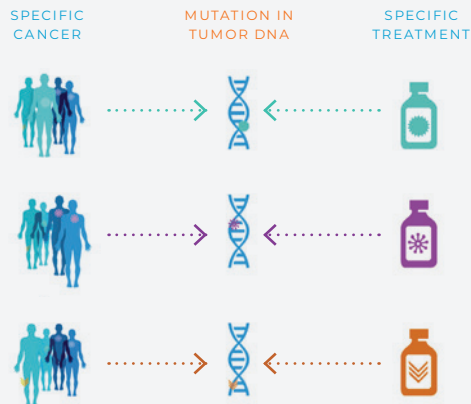 SPECIFIC
CANCER
MUTATION IN
TUMOR DNA
SPECIFIC
TREATMENT